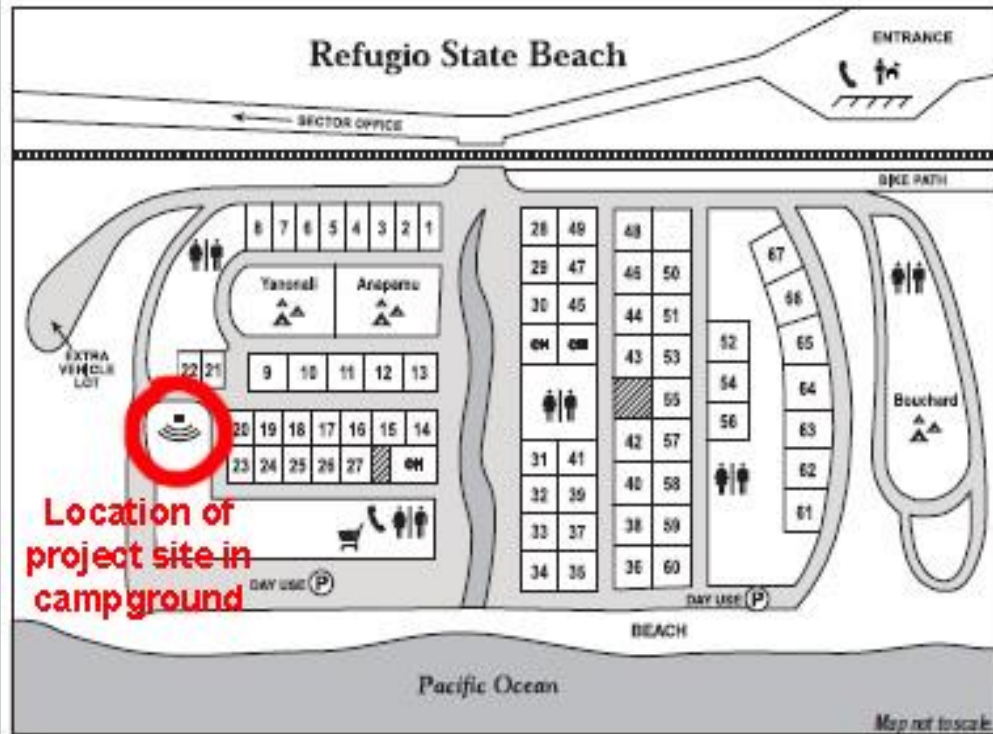 Refugio State Beach
ENTRANCE
SECTOR OFFICE
BIKE PATH
8 7 6 5 4 3 2 1
Yanonali
Anapamu
EXTRA
VEHICLE
LOT
22 21
9 10 11 12 13
20 19 18 17 16 15 14
23 24 25 26 27 CH
28 49
29 47
30 45
CH CH
31 41
32 39
33 37
34 35
48
46 50
44 51
43 53
55
42 57
40 58
38 59
36 60
52
54
56
67
66
65
64
63
62
61
Bouchard
Location of
project site in
campground
DAY USE P
DAY USE P
BEACH
Pacific Ocean
Map not to scale